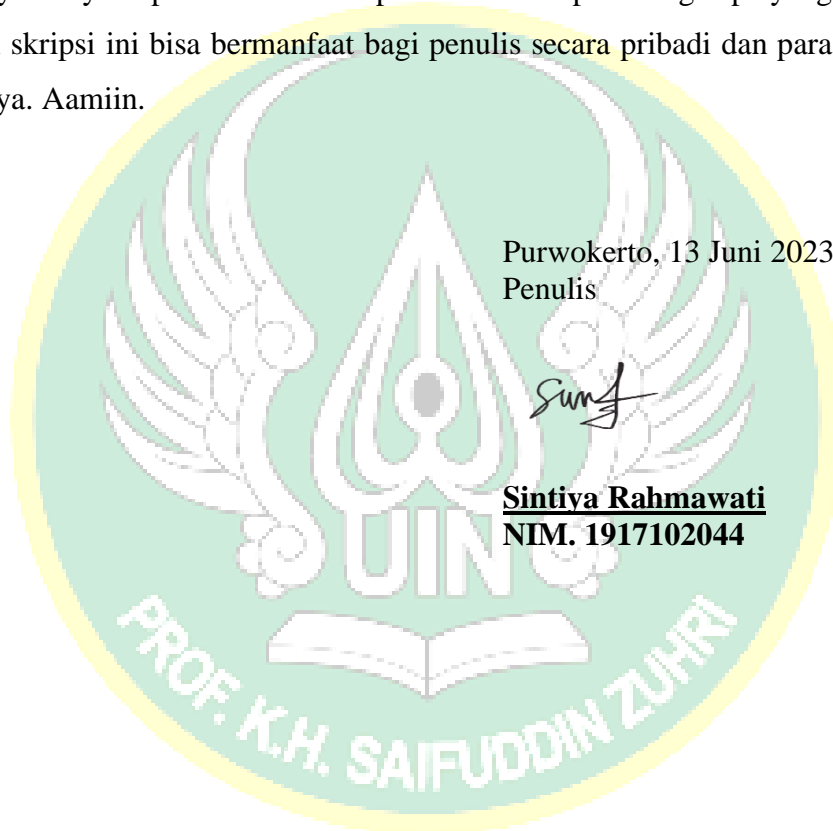 skripsi ini bisa bermanfaat bagi penulis secara pribadi dan para
ya. Aamiin.
Purwokerto, 13 Juni 2023
Penulis
Sintiya Rahmawati
NIM. 1917102044
UIN
PROF. K.H. SAIFUDDIN ZUHRI